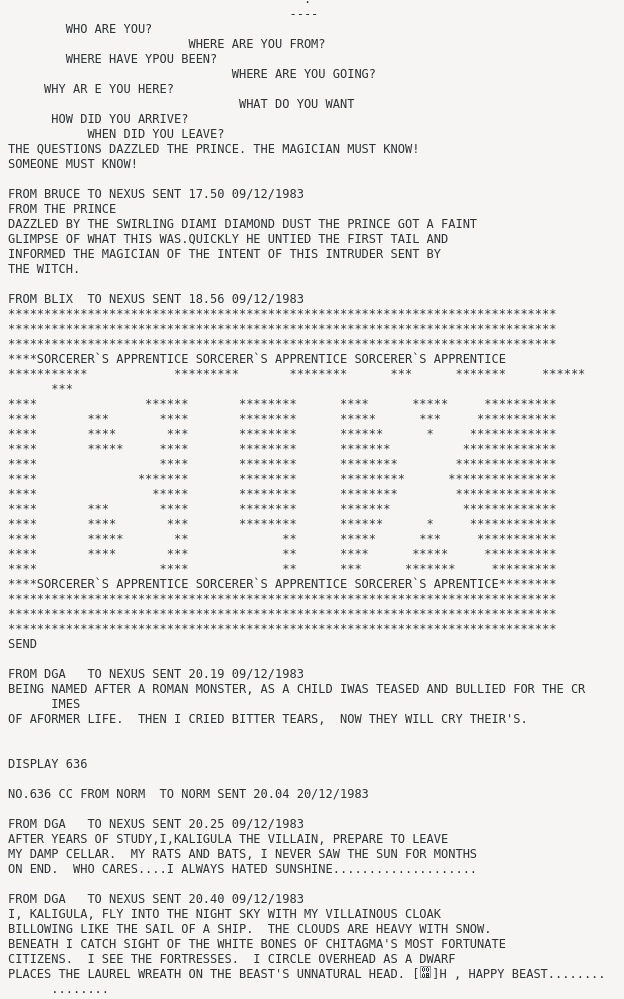 ----
WHO ARE YOU?
WHERE ARE YOU FROM?
WHERE HAVE YPOU BEEN?
WHERE ARE YOU GOING?
WHY AR E YOU HERE?
WHAT DO YOU WANT
HOW DID YOU ARRIVE?
WHEN DID YOU LEAVE?
THE QUESTIONS DAZZLED THE PRINCE. THE MAGICIAN MUST KNOW!
SOMEONE MUST KNOW!

FROM BRUCE TO NEXUS SENT 17.50 09/12/1983
FROM THE PRINCE
DAZZLED BY THE SWIRLING DIAMI DIAMOND DUST THE PRINCE GOT A FAINT
GLIMPSE OF WHAT THIS WAS.QUICKLY HE UNTIED THE FIRST TAIL AND
INFORMED THE MAGICIAN OF THE INTENT OF THIS INTRUDER SENT BY
THE WITCH.

FROM BLIX  TO NEXUS SENT 18.56 09/12/1983
****************************************************************************
****************************************************************************
****************************************************************************
****SORCERER`S APPRENTICE SORCERER`S APPRENTICE SORCERER`S APPRENTICE
***********            *********       ********      ***      *******     ******
      ***
****               ******       ********      ****      *****     **********
****       ***       ****       ********      *****      ***     ***********
****       ****       ***       ********      ******      *     ************
****       *****     ****       ********      *******          *************
****                 ****       ********      ********        **************
****              *******       ********      *********      ***************
****                *****       ********      ********        **************
****       ***       ****       ********      *******          *************
****       ****       ***       ********      ******      *     ************
****       *****       **             **      *****      ***     ***********
****       ****       ***             **      ****      *****     **********
****                 ****             **      ***      *******     *********
****SORCERER`S APPRENTICE SORCERER`S APPRENTICE SORCERER`S APRENTICE********
****************************************************************************
****************************************************************************
****************************************************************************
SEND

FROM DGA   TO NEXUS SENT 20.19 09/12/1983
BEING NAMED AFTER A ROMAN MONSTER, AS A CHILD IWAS TEASED AND BULLIED FOR THE CR
      IMES
OF AFORMER LIFE.  THEN I CRIED BITTER TEARS,  NOW THEY WILL CRY THEIR'S.

DISPLAY 636

NO.636 CC FROM NORM  TO NORM SENT 20.04 20/12/1983

FROM DGA   TO NEXUS SENT 20.25 09/12/1983
AFTER YEARS OF STUDY,I,KALIGULA THE VILLAIN, PREPARE TO LEAVE
MY DAMP CELLAR.  MY RATS AND BATS, I NEVER SAW THE SUN FOR MONTHS
ON END.  WHO CARES....I ALWAYS HATED SUNSHINE....................

FROM DGA   TO NEXUS SENT 20.40 09/12/1983
I, KALIGULA, FLY INTO THE NIGHT SKY WITH MY VILLAINOUS CLOAK
BILLOWING LIKE THE SAIL OF A SHIP.  THE CLOUDS ARE HEAVY WITH SNOW.
BENEATH I CATCH SIGHT OF THE WHITE BONES OF CHITAGMA'S MOST FORTUNATE
CITIZENS.  I SEE THE FORTRESSES.  I CIRCLE OVERHEAD AS A DWARF
PLACES THE LAUREL WREATH ON THE BEAST'S UNNATURAL HEAD. []H , HAPPY BEAST........
      ........